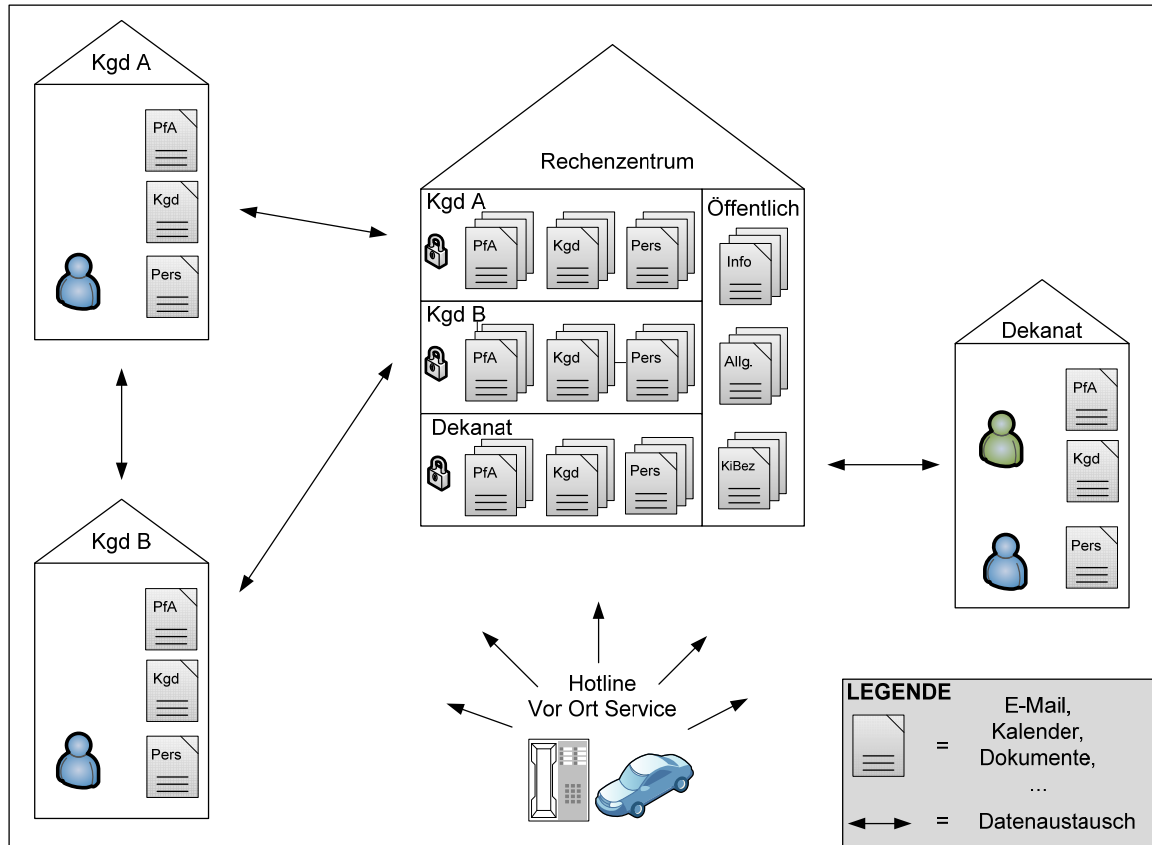 Kgd A
PfA
Kgd
Pers
Kgd B
PfA
Kgd
Pers
Rechenzentrum
Kgd A
PfA
Kgd
Pers
Kgd B
PfA
Kgd
Pers
Dekanat
PfA
Kgd
Pers
Öffentlich
Info
Allg.
KiBez
Dekanat
PfA
Kgd
Pers
Hotline
Vor Ort Service
LEGENDE
=
E-Mail,
Kalender,
Dokumente,
...
= Datenaustausch